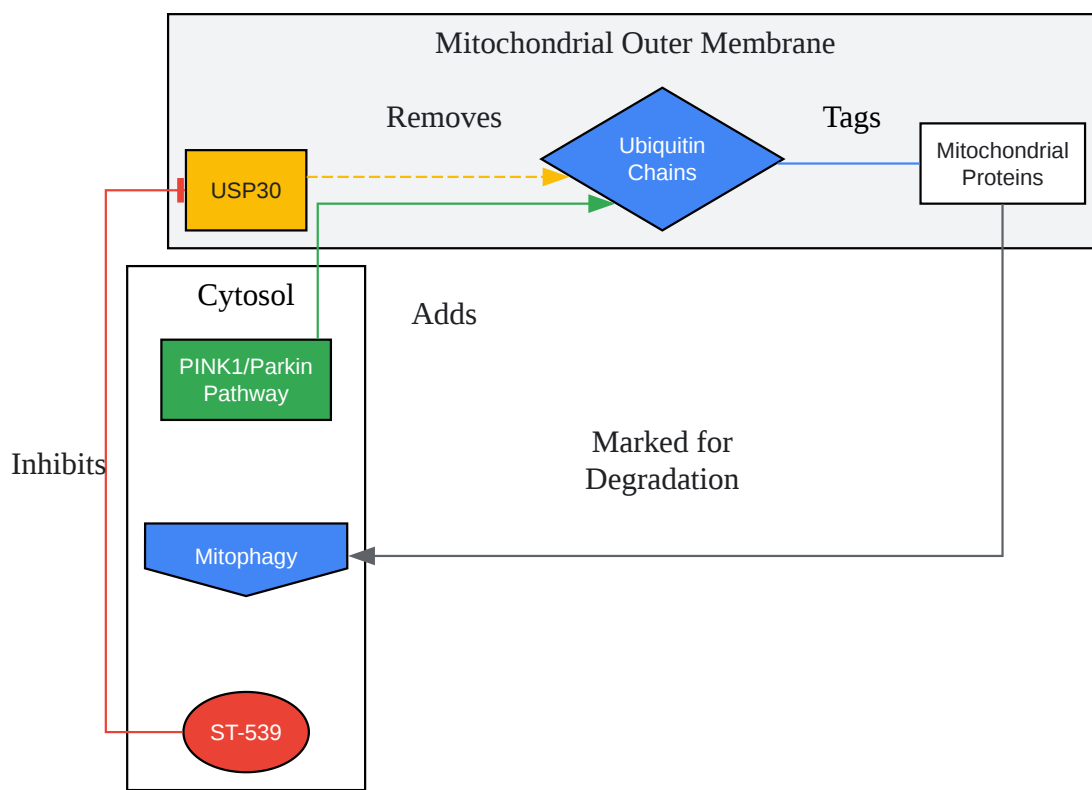 Mitochondrial Outer Membrane
Removes
Tags
Ubiquitin
Chains
Mitochondrial
Proteins
USP30
Cytosol
Adds
PINK1/Parkin
Pathway
Marked for
Degradation
Inhibits
Mitophagy
ST-539